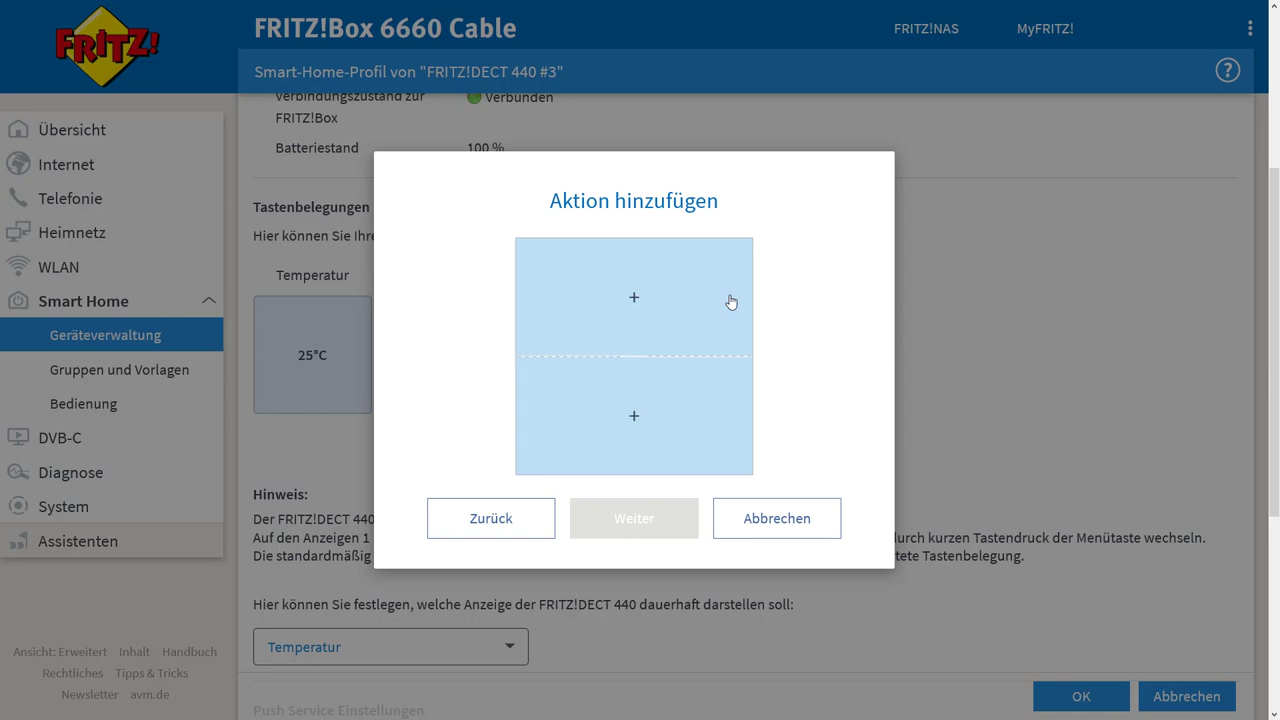 FRITZ!
FRITZ!Box 6660 Cable
FRITZ!NAS
MyFRITZ!
Smart-Home-Profil von "FRITZ!DECT 440 #3"
?
Übersicht
Internet
Telefonie
Heimnetz
WLAN
Smart Home
Geräteverwaltung
Gruppen und Vorlagen
Bedienung
DVB-C
Diagnose
System
Assistenten
Ansicht: Erweitert Inhalt Handbuch
Rechtliches Tipps & Tricks
Newsletter avm.de
Verbindungszustand zur
FRITZ!Box
Verbunden
Batteriestand
100 %
Tastenbelegungen
Hier können Sie Ihre
Temperatur
25°C
Aktion hinzufügen
+
+
Zurück
Weiter
Abbrechen
Hinweis:
Der FRITZ!DECT 440
Auf den Anzeigen 1 durch kurzen Tastendruck der Menütaste wechseln.
Die standardmäßig tete Tastenbelegung.
Hier können Sie festlegen, welche Anzeige der FRITZ!DECT 440 dauerhaft darstellen soll:
Temperatur
Push Service Einstellungen
OK
Abbrechen